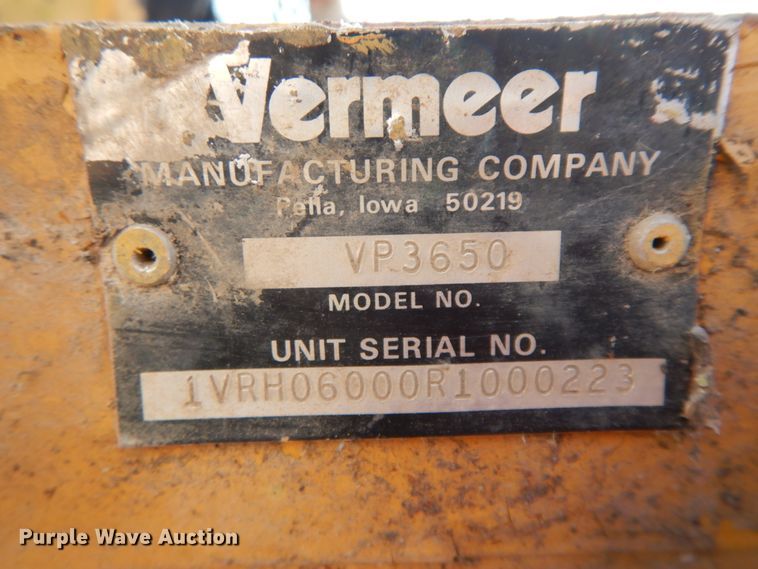 Vermeer
MANUFACTURING COMPANY
Pella, Iowa 50219
VP3650
MODEL NO.
UNIT SERIAL NO.
1VRH06000R1000223
Purple Wave Auction